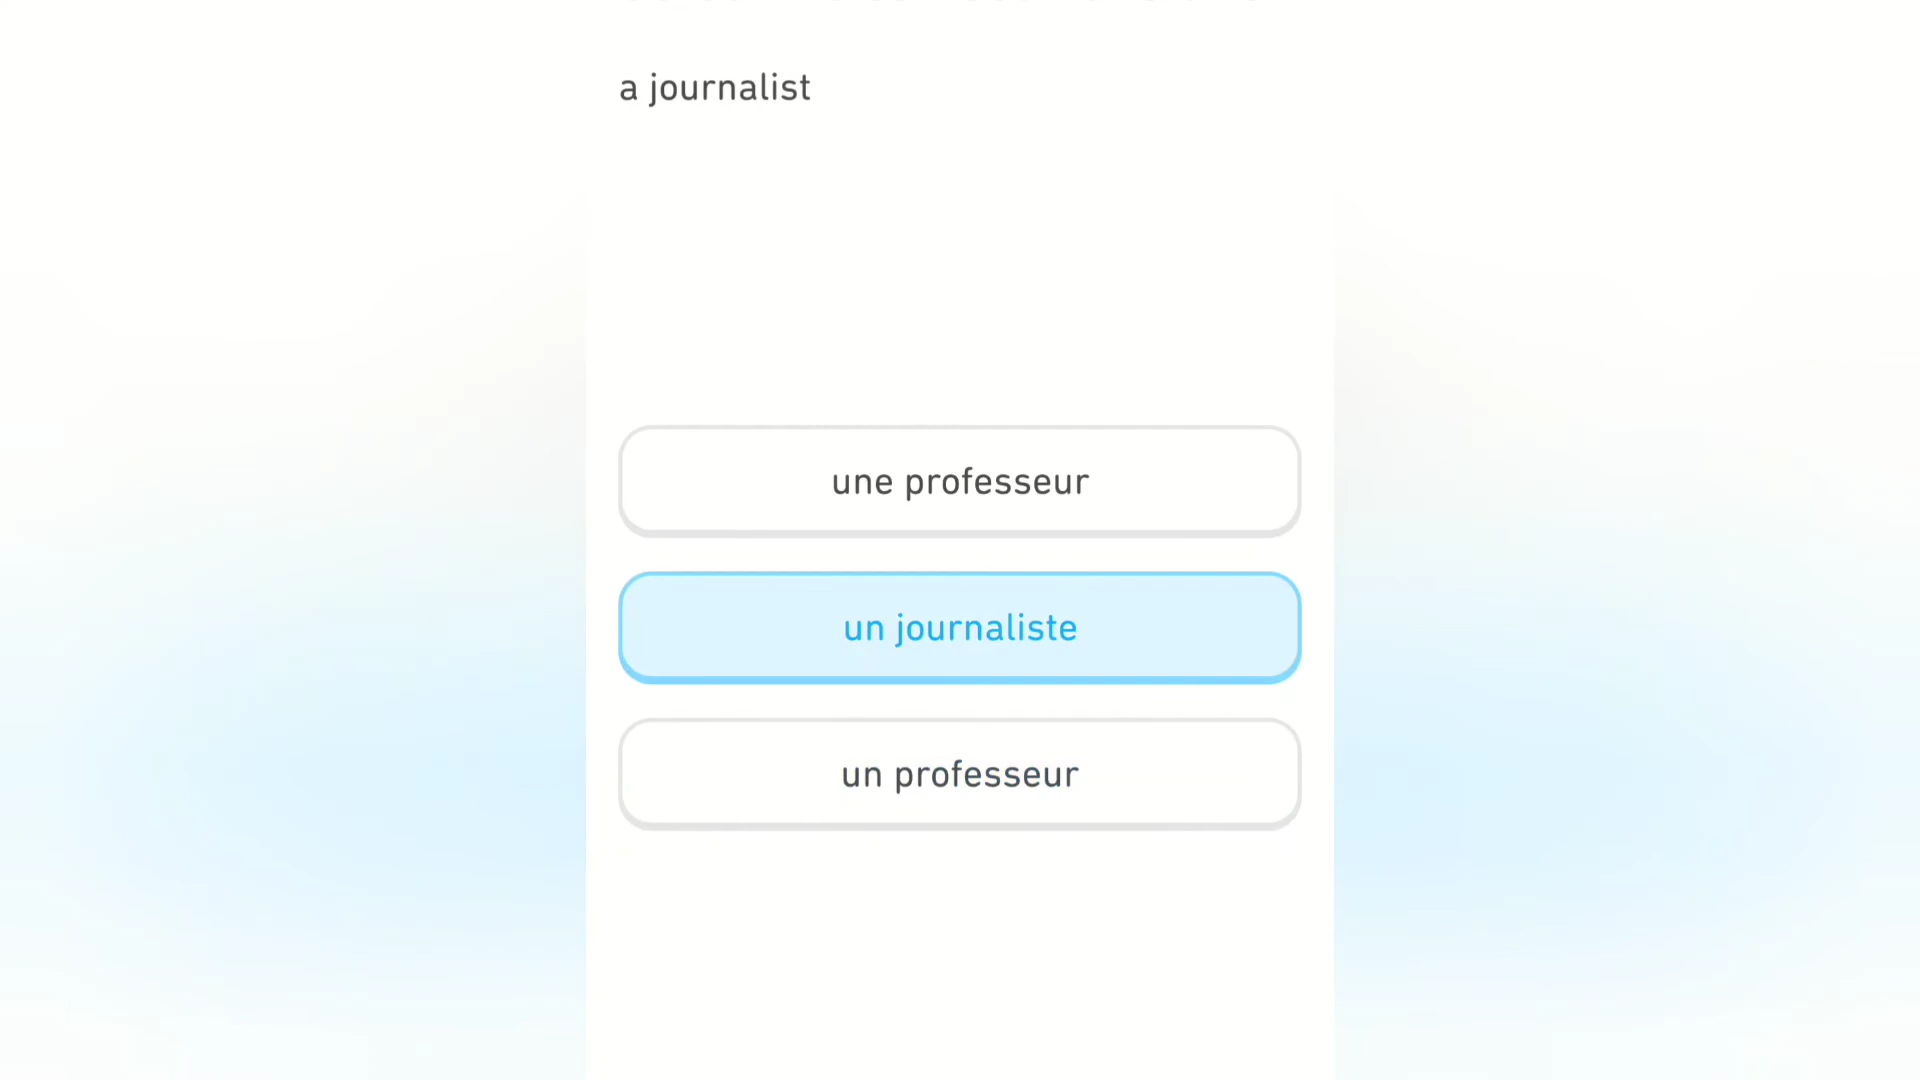 a journalist
une professeur
un journaliste
un professeur